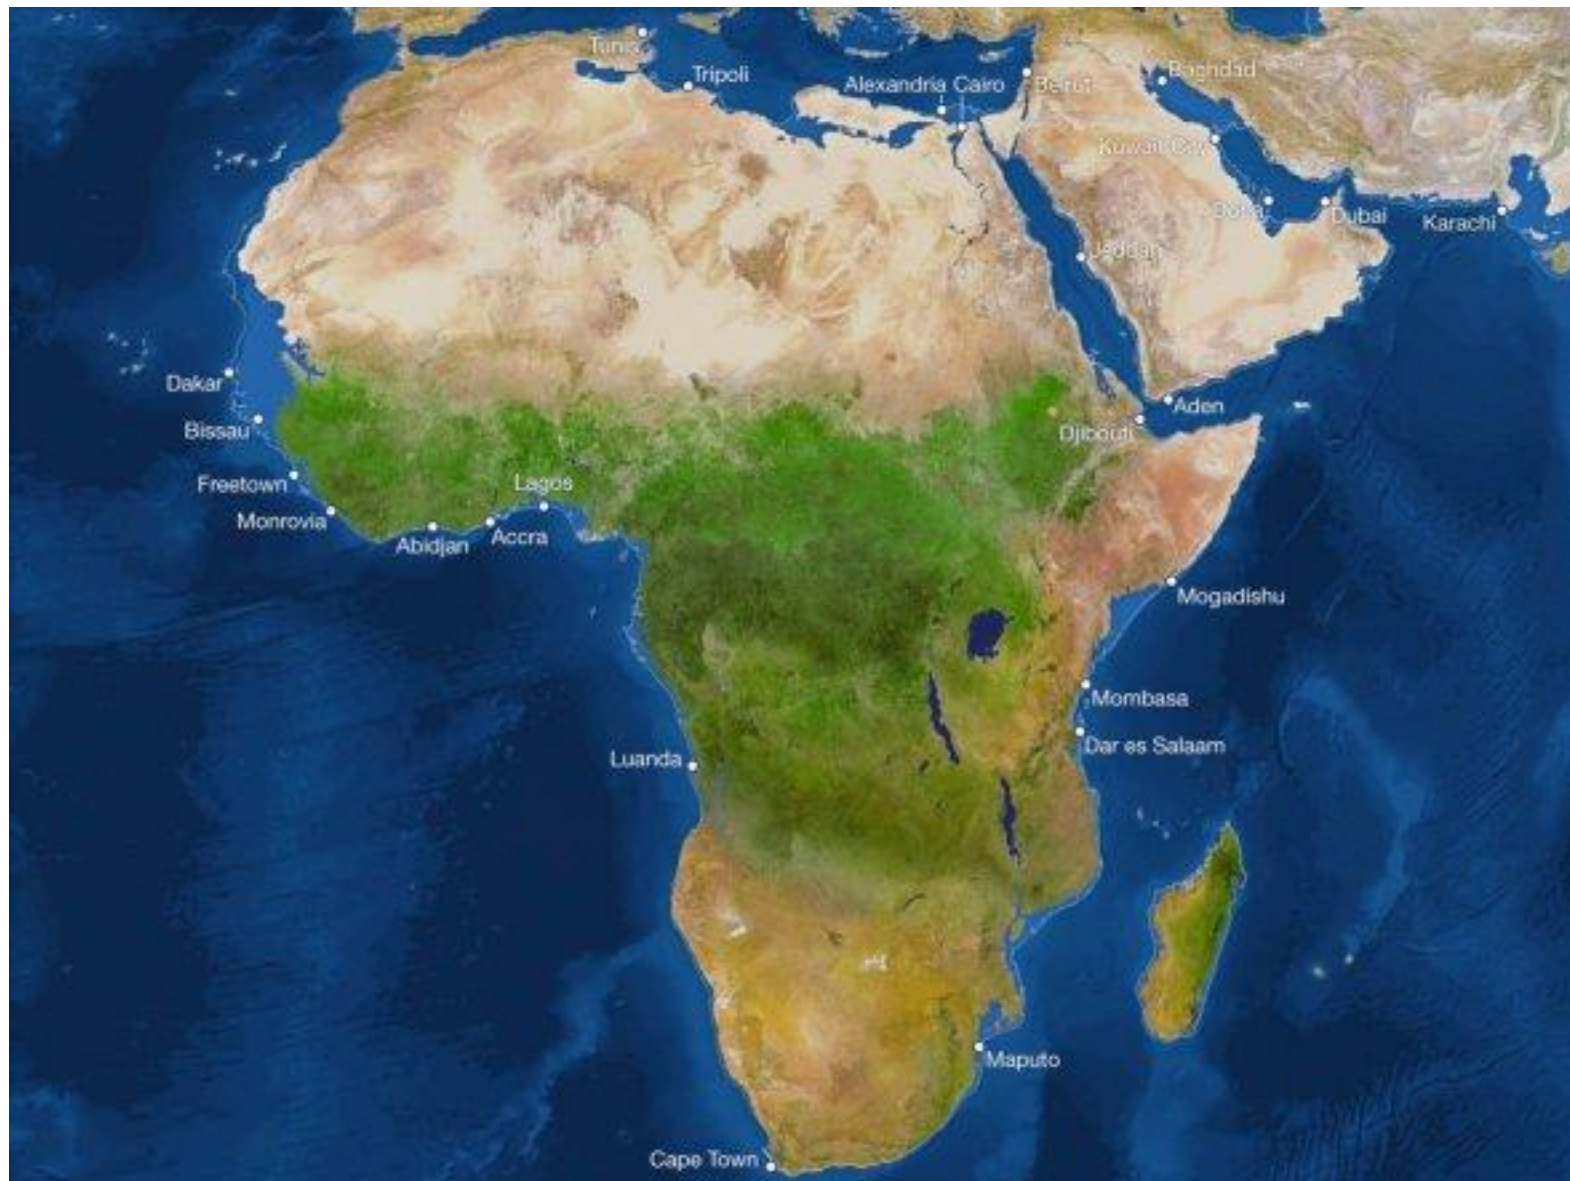 Tunis
Tripoli
Alexandria Cairo
Beirut
Baghdad
Kuwait City
Doha
Dubai
Karachi
Jeddah
Dakar
Bissau
Aden
Djibouti
Freetown
Lagos
Monrovia
Abidjan
Accra
Mogadishu
Mombasa
Dar es Salaam
Luanda
Maputo
Cape Town